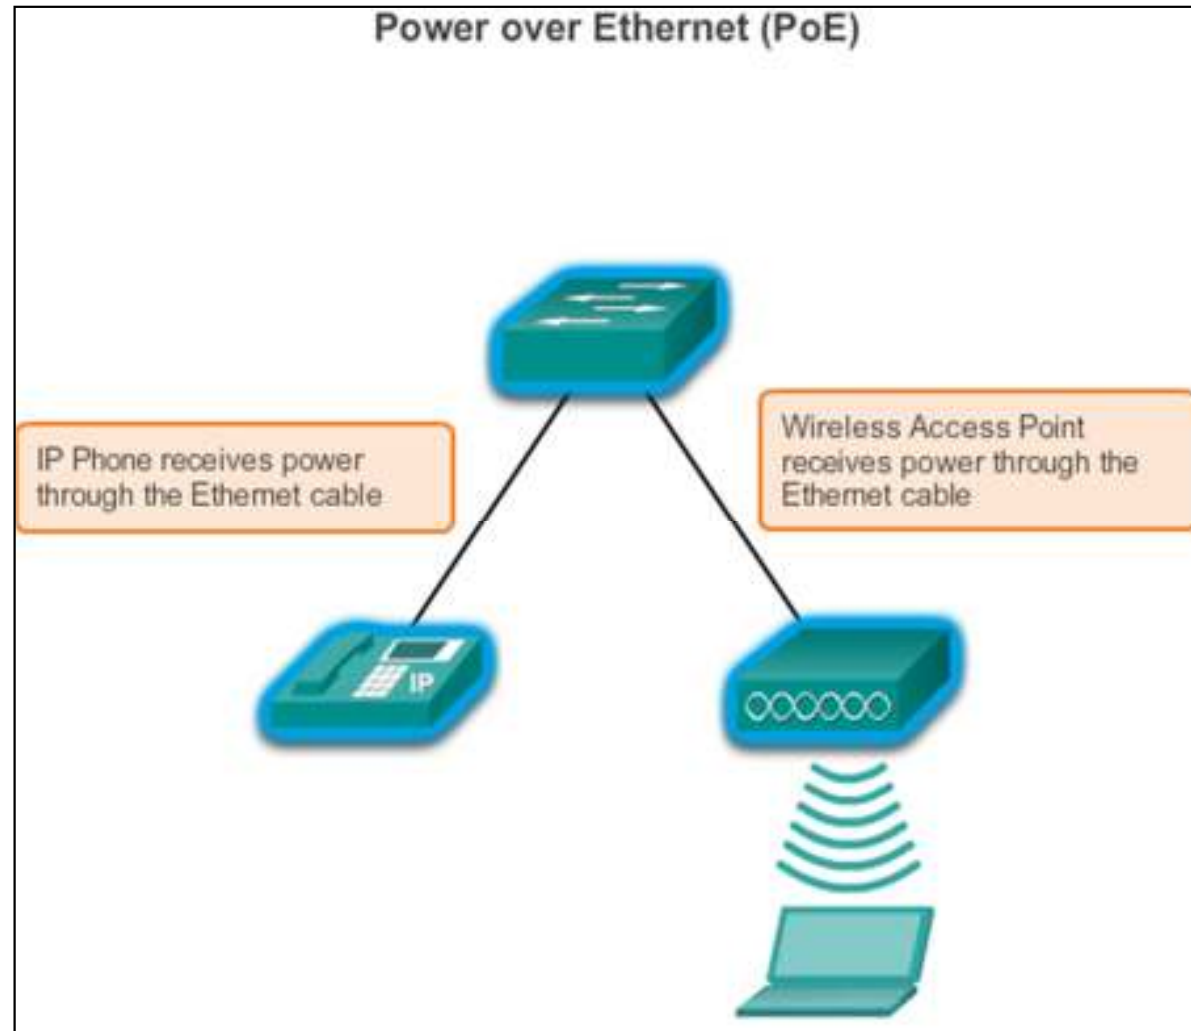 Power over Ethernet (PoE)
IP Phone receives power
through the Ethernet cable
Wireless Access Point
receives power through the
Ethernet cable
IP